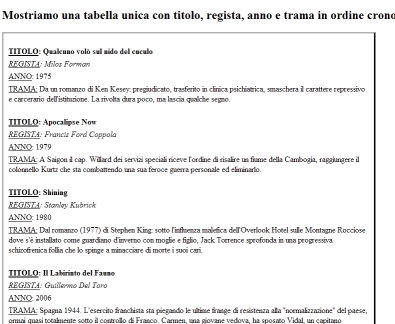 Mostriamo una tabella unica con titolo, regista, anno e trama in ordine crono
TITOLO: Qualcuno volò sul nido del cuculo
REGISTA: Milos Forman
ANNO: 1975
TRAMA: Da un romanzo di Ken Kesey: pregiudicato, trasferito in clinica psichiatrica, smaschera il carattere repressivo
e carcerario dell'istituzione. La rivolta dura poco, ma lascia qualche segno.
TITOLO: Apocalipse Now
REGISTA: Francis Ford Coppola
ANNO: 1979
TRAMA: A Saigon il cap. Willard dei servizi speciali riceve l'ordine di risalire un fiume della Cambogia, raggiungere il
colonnello Kurtz che sta combattendo una sua feroce guerra personale ed eliminarlo.
TITOLO: Shining
REGISTA: Stanley Kubrick
ANNO: 1980
TRAMA: Dal romanzo (1977) di Stephen King: sotto l'influenza malefica dell'Overlook Hotel sulle Montagne Rocciose
dove s'è installato come guardiano d'inverno con moglie e figlio, Jack Torrence sprofonda in una progressiva
schizofrenica follia che lo spinge a minacciare di morte i suoi cari.
TITOLO: Il Labirinto del Fauno
REGISTA: Guillermo Del Toro
ANNO: 2006
TRAMA: Spagna 1944. L'esercito franchista sta piegando le ultime frange di resistenza alla "normalizzazione" del paese,
ormai quasi totalmente sotto il controllo di Franco. Carmen, una giovane vedova, ha sposato Vidal, un capitano